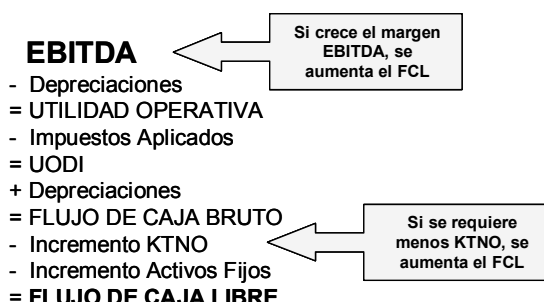 Si crece el margen
EBITDA, se
aumenta el FCL
EBITDA
- Depreciaciones
= UTILIDAD OPERATIVA
- Impuestos Aplicados
= UODI
+ Depreciaciones
= FLUJO DE CAJA BRUTO
- Incremento KTNO
- Incremento Activos Fijos
= FLUJO DE CAJA LIBRE
Si se requiere
menos KTNO, se
aumenta el FCL